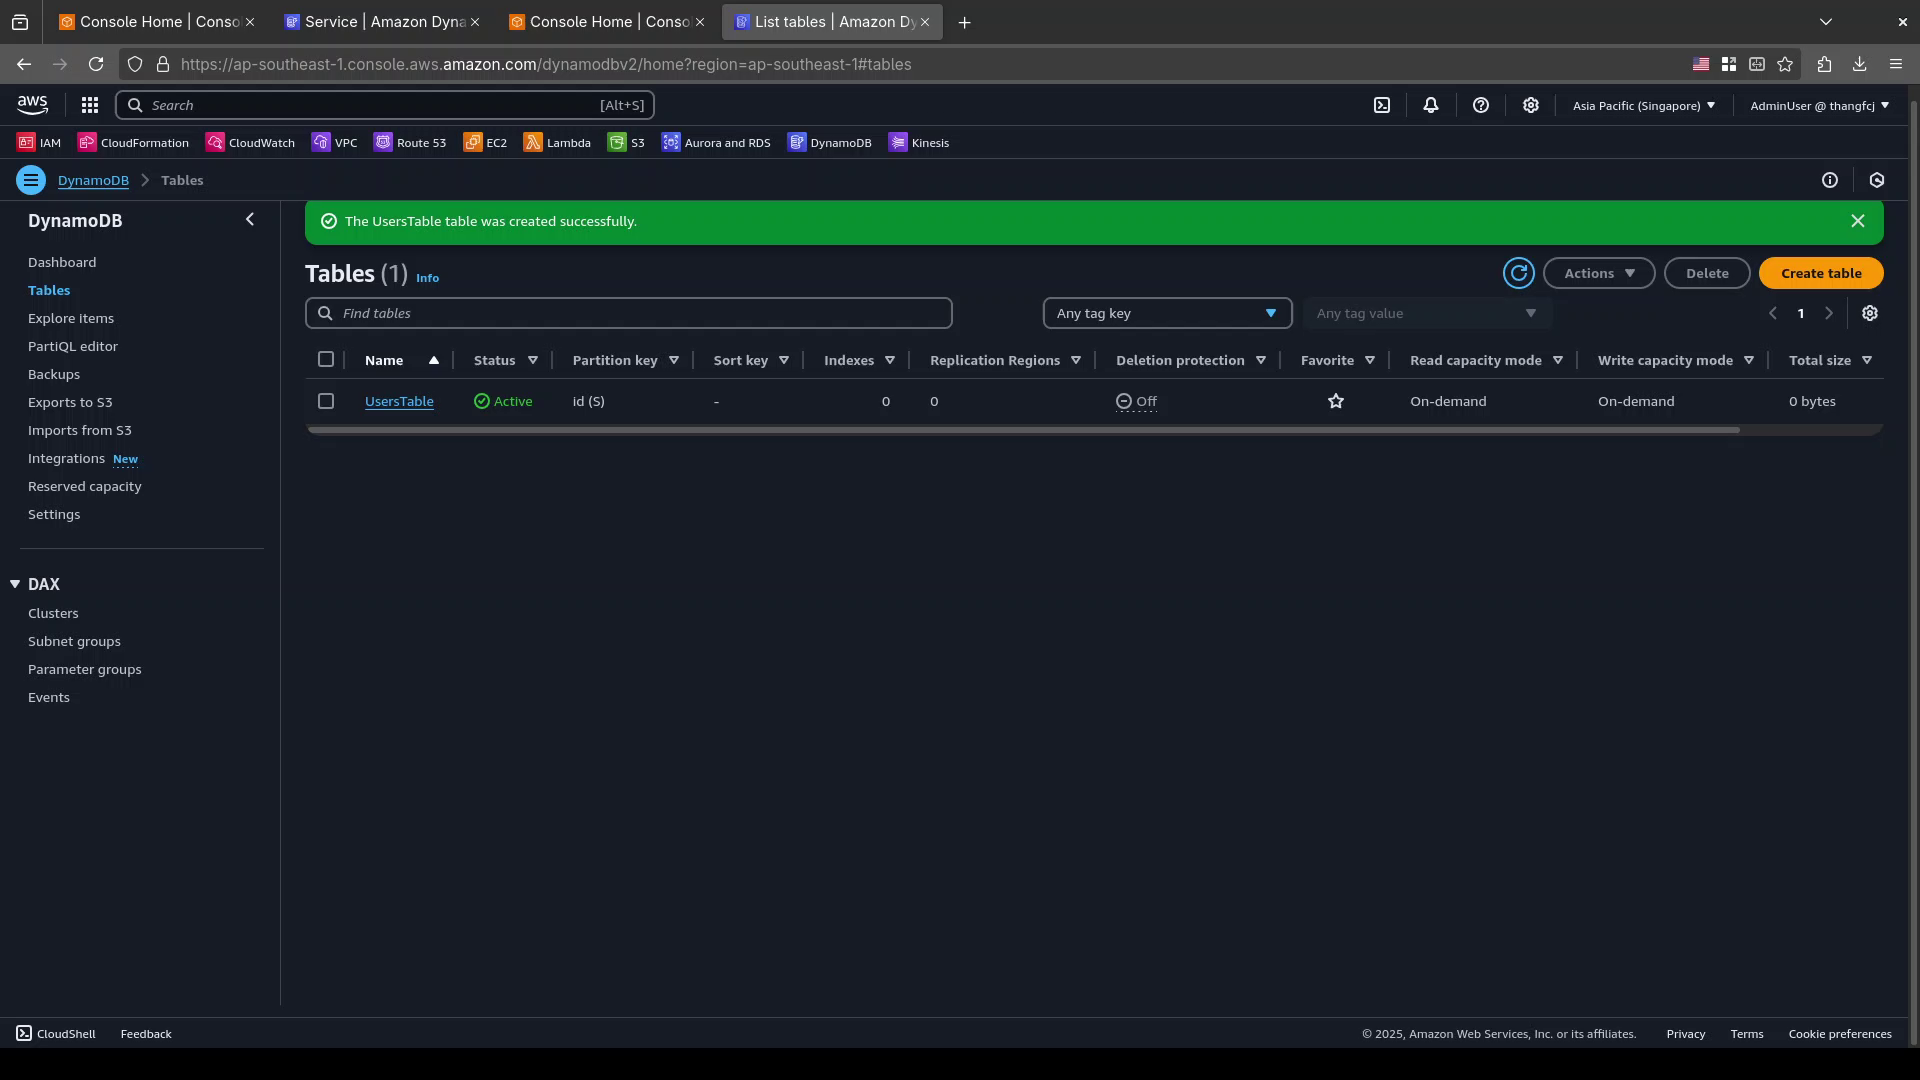 Console Home | Conso
Service | Amazon Dyna
Console Home | Conso
List tables | Amazon Dy
https://ap-southeast-1.console.aws.amazon.com/dynamodbv2/home?region=ap-southeast-1#tables
aws
Search
[Alt+S]
Asia Pacific (Singapore)
AdminUser @ thangfcj
IAM
CloudFormation
CloudWatch
VPC
Route 53
EC2
Lambda
S3
Aurora and RDS
DynamoDB
Kinesis
DynamoDB
Tables
DynamoDB
Dashboard
Tables
Explore items
PartiQL editor
Backups
Exports to S3
Imports from S3
Integrations New
Reserved capacity
Settings
DAX
Clusters
Subnet groups
Parameter groups
Events
The UsersTable table was created successfully.
Tables (1) Info
Actions
Delete
Create table
Find tables
Any tag key
Any tag value
1
Name Status Partition key Sort key Indexes Replication Regions Deletion protection Favorite Read capacity mode Write capacity mode Total size
UsersTable Active id (S) - 0 0 Off On-demand On-demand 0 bytes
CloudShell
Feedback
© 2025, Amazon Web Services, Inc. or its affiliates.
Privacy
Terms
Cookie preferences